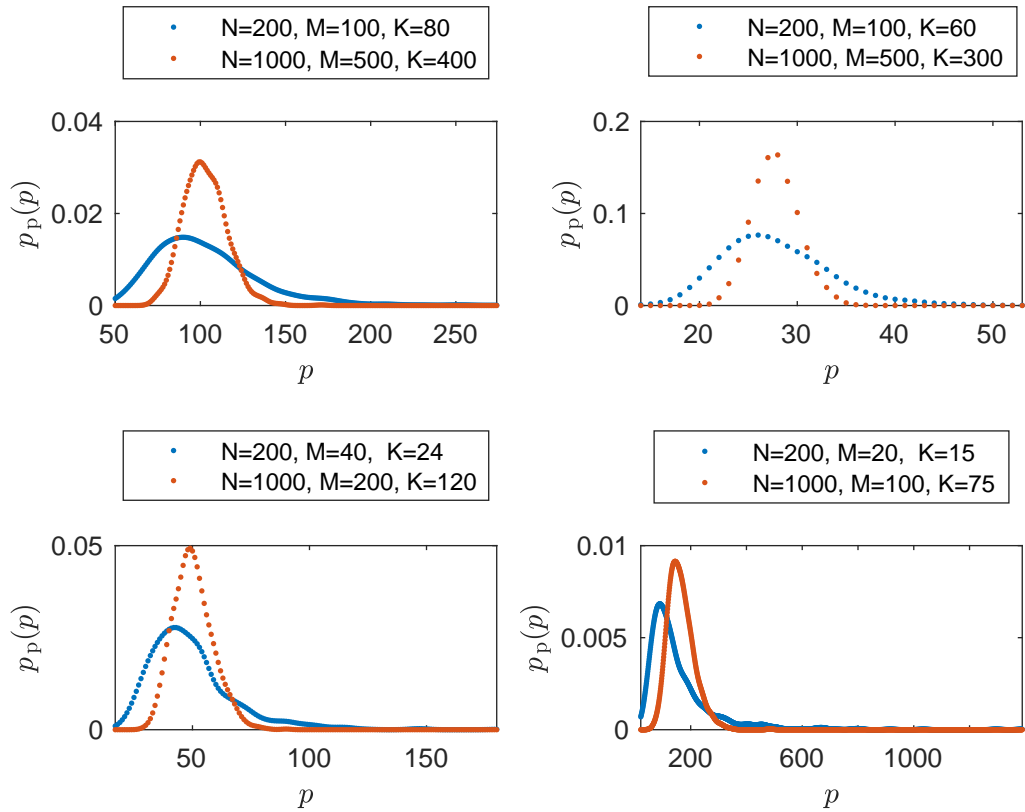 N=200, M=100, K=80
N=1000, M=500, K=400
0.04
0.02
0
p_p(p)
50 100 150 200 250
p
N=200, M=100, K=60
N=1000, M=500, K=300
0.2
0.1
0
p_p(p)
20 30 40 50
p
N=200, M=40, K=24
N=1000, M=200, K=120
0.05
0
p_p(p)
50 100 150
p
N=200, M=20, K=15
N=1000, M=100, K=75
0.01
0.005
0
p_p(p)
200 600 1000
p